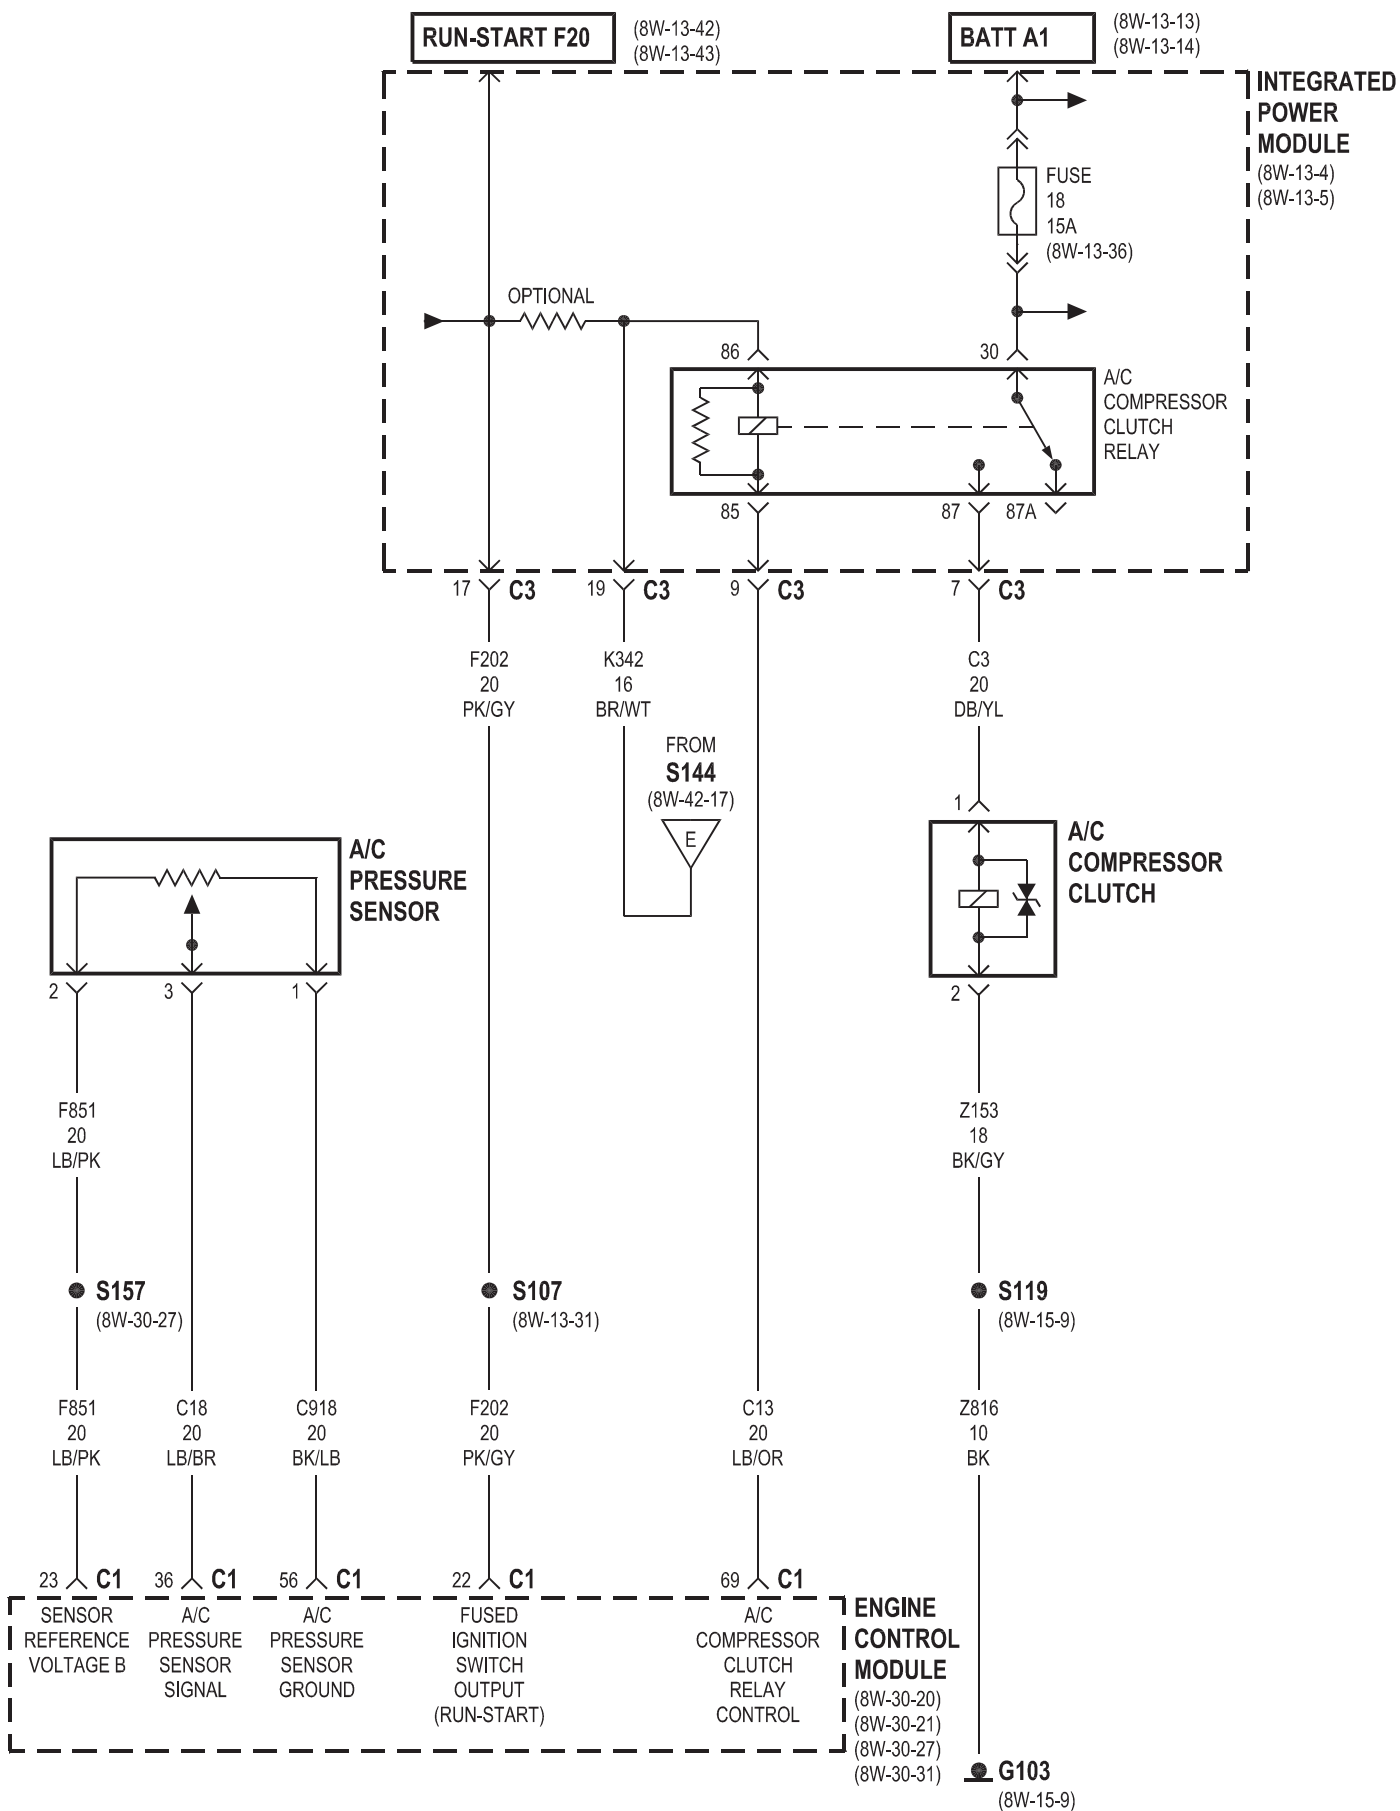 RUN-START F20
(8W-13-42)
(8W-13-43)
BATT A1
(8W-13-13)
(8W-13-14)
INTEGRATED
POWER
MODULE
(8W-13-4)
(8W-13-5)
FUSE
18
15A
(8W-13-36)
OPTIONAL
86
30
A/C
COMPRESSOR
CLUTCH
RELAY
85
87
87A
17
C3
19
C3
9
C3
7
C3
F202
20
PK/GY
K342
16
BR/WT
C3
20
DB/YL
FROM
S144
(8W-42-17)
E
1
A/C
COMPRESSOR
CLUTCH
2
A/C
PRESSURE
SENSOR
2
3
1
F851
20
LB/PK
Z153
18
BK/GY
S157
(8W-30-27)
S107
(8W-13-31)
S119
(8W-15-9)
F851
20
LB/PK
C18
20
LB/BR
C918
20
BK/LB
F202
20
PK/GY
C13
20
LB/OR
Z816
10
BK
23
C1
36
C1
56
C1
22
C1
69
C1
SENSOR
REFERENCE
VOLTAGE B
A/C
PRESSURE
SENSOR
SIGNAL
A/C
PRESSURE
SENSOR
GROUND
FUSED
IGNITION
SWITCH
OUTPUT
(RUN-START)
A/C
COMPRESSOR
CLUTCH
RELAY
CONTROL
ENGINE
CONTROL
MODULE
(8W-30-20)
(8W-30-21)
(8W-30-27)
(8W-30-31)
G103
(8W-15-9)